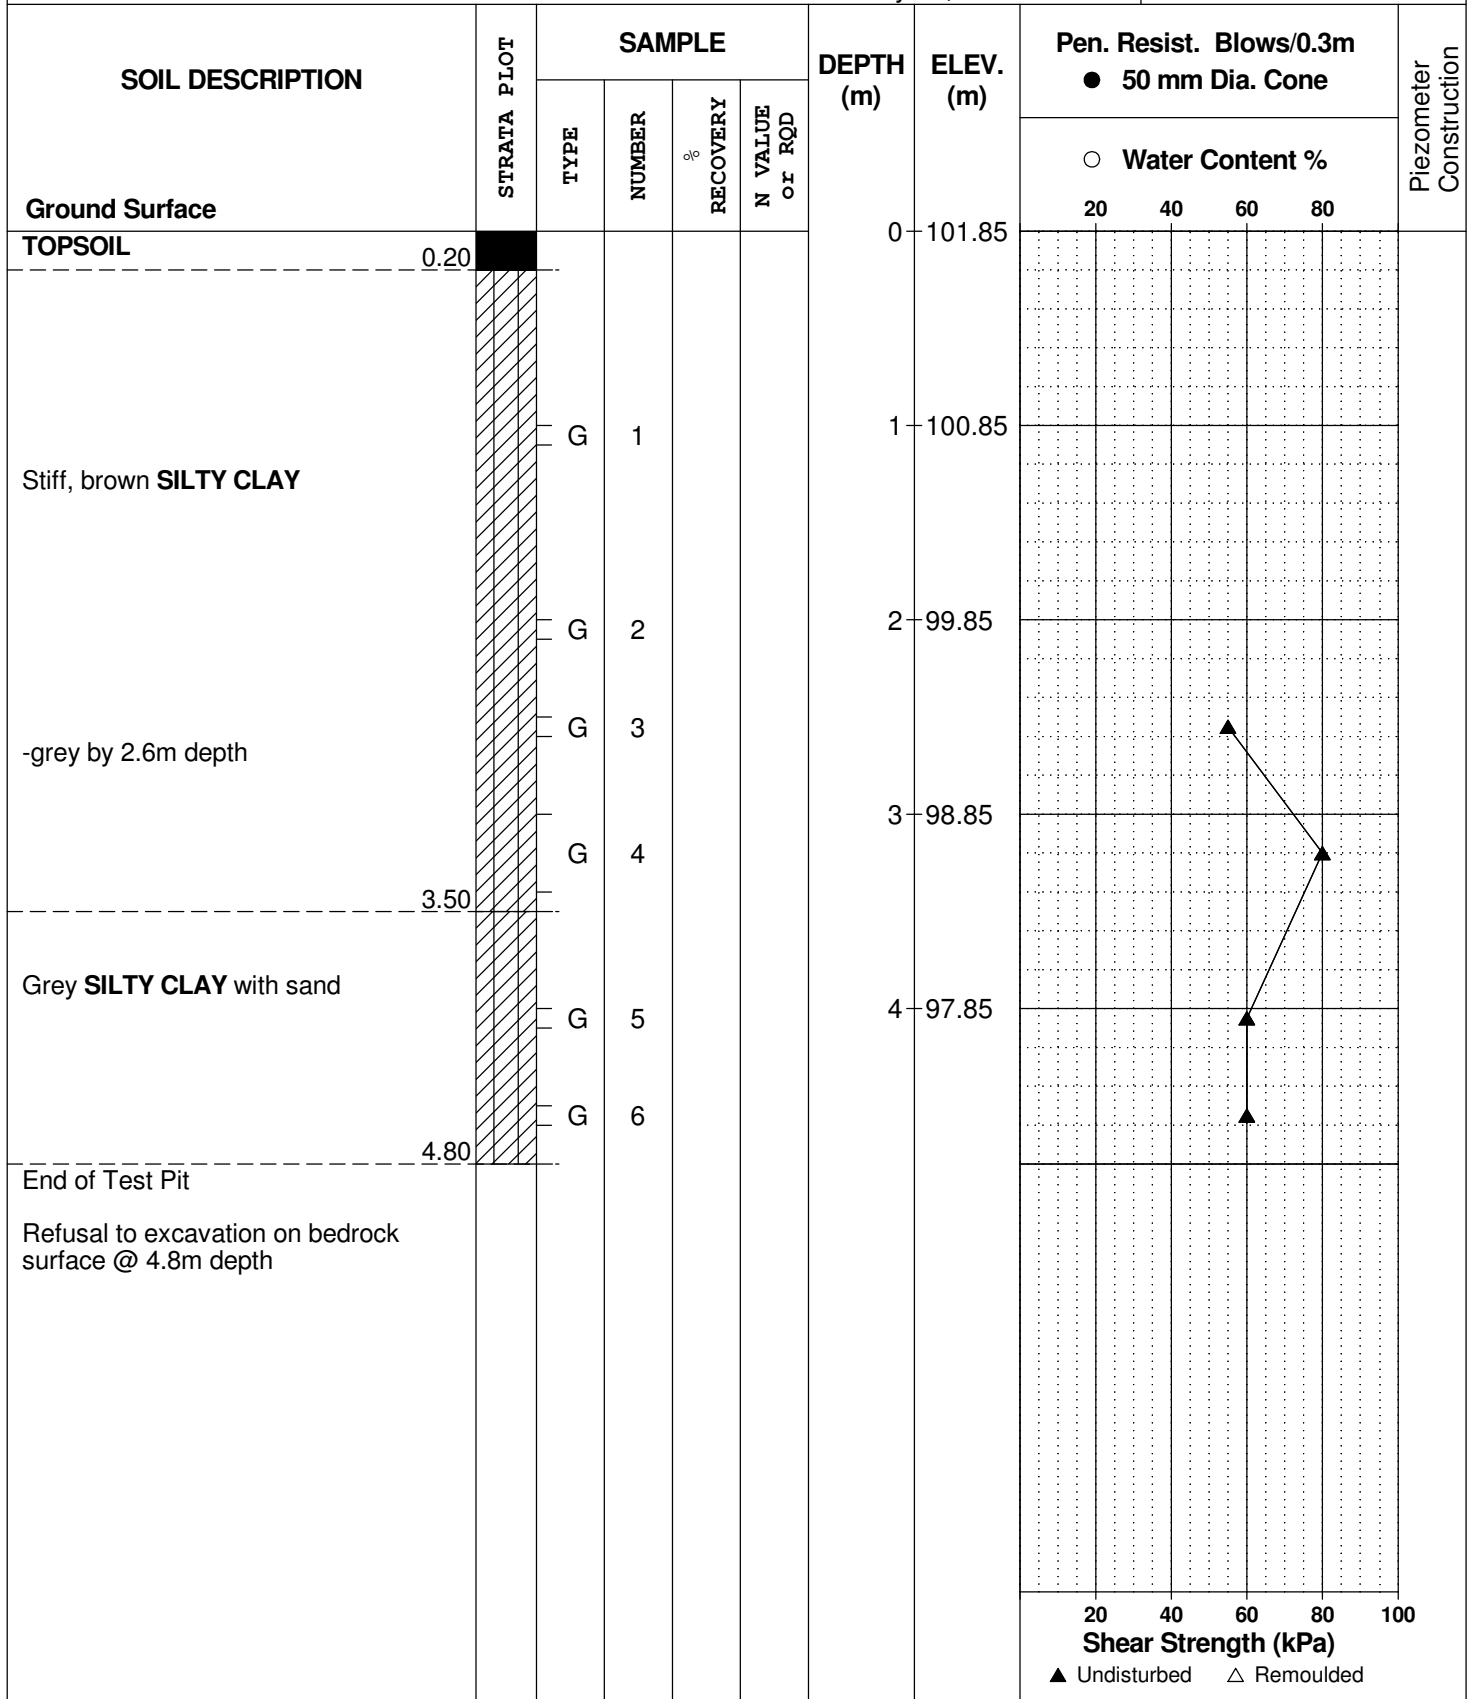 SOIL DESCRIPTION
Ground Surface
STRATA PLOT
SAMPLE
TYPE
NUMBER
%
RECOVERY
N VALUE
or RQD
DEPTH
(m)
ELEV.
(m)
Pen. Resist. Blows/0.3m
● 50 mm Dia. Cone
○ Water Content %
20 40 60 80
Piezometer
Construction
TOPSOIL
0.20
0 101.85
G 1
1 100.85
Stiff, brown SILTY CLAY
G 2
2 99.85
G 3
-grey by 2.6m depth
3 98.85
G 4
3.50
Grey SILTY CLAY with sand
G 5
4 97.85
G 6
4.80
End of Test Pit
Refusal to excavation on bedrock
surface @ 4.8m depth
20 40 60 80 100
Shear Strength (kPa)
▲ Undisturbed △ Remoulded